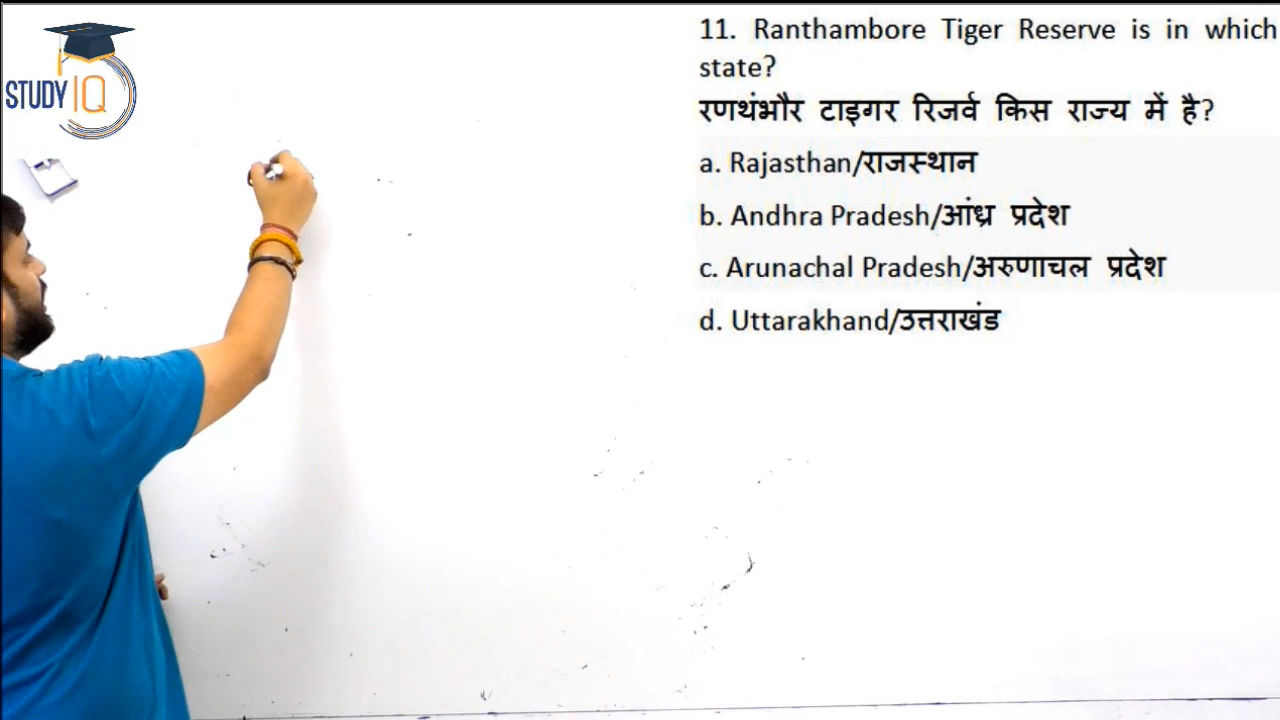 STUDY IQ
11. Ranthambore Tiger Reserve is in which
state?
रणथंभौर टाइगर रिजर्व किस राज्य में है?
a. Rajasthan/राजस्थान
b. Andhra Pradesh/आंध्र प्रदेश
c. Arunachal Pradesh/अरुणाचल प्रदेश
d. Uttarakhand/उत्तराखंड